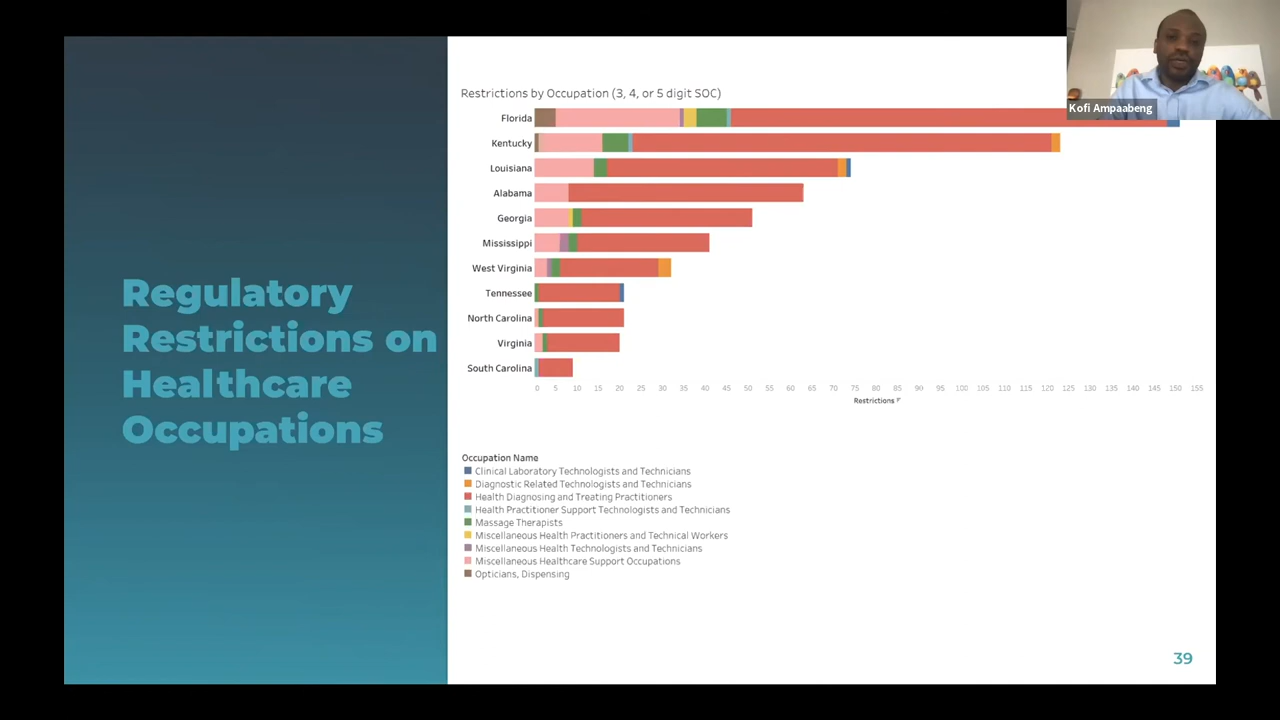 Regulatory
Restrictions on
Healthcare
Occupations
Kofi Ampaabeng
Restrictions by Occupation (3, 4, or 5 digit SOC)
Florida
Kentucky
Louisiana
Alabama
Georgia
Mississippi
West Virginia
Tennessee
North Carolina
Virginia
South Carolina
0 5 10 15 20 25 30 35 40 45 50 55 60 65 70 75 80 85 90 95 100 105 110 115 120 125 130 135 140 145 150 155
Restrictions
Occupation Name
Clinical Laboratory Technologists and Technicians
Diagnostic Related Technologists and Technicians
Health Diagnosing and Treating Practitioners
Health Practitioner Support Technologists and Technicians
Massage Therapists
Miscellaneous Health Practitioners and Technical Workers
Miscellaneous Health Technologists and Technicians
Miscellaneous Healthcare Support Occupations
Opticians, Dispensing
39